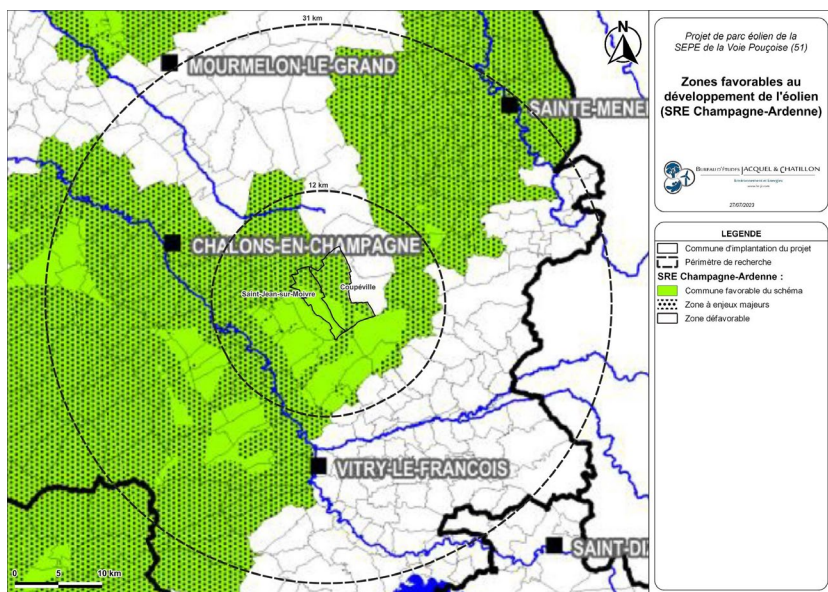 31 km
N
MOURMELON-LE-GRAND
SAINTE-MENE
12 km
CHALONS-EN-CHAMPAGNE
Saint-Jean-sur-Moivre
Coupéville
VITRY-LE-FRANCOIS
SAINT-DI
0 5 10 km
Projet de parc éolien de la
SEPE de la Voie Pouçoise (51)
Zones favorables au
développement de l'éolien
(SRE Champagne-Ardenne)
BUREAU D'ETUDES JACQUEL & CHATILLON
27/07/2023
LEGENDE
Commune d'implantation du projet
Périmètre de recherche
SRE Champagne-Ardenne :
Commune favorable du schéma
Zone à enjeux majeurs
Zone défavorable